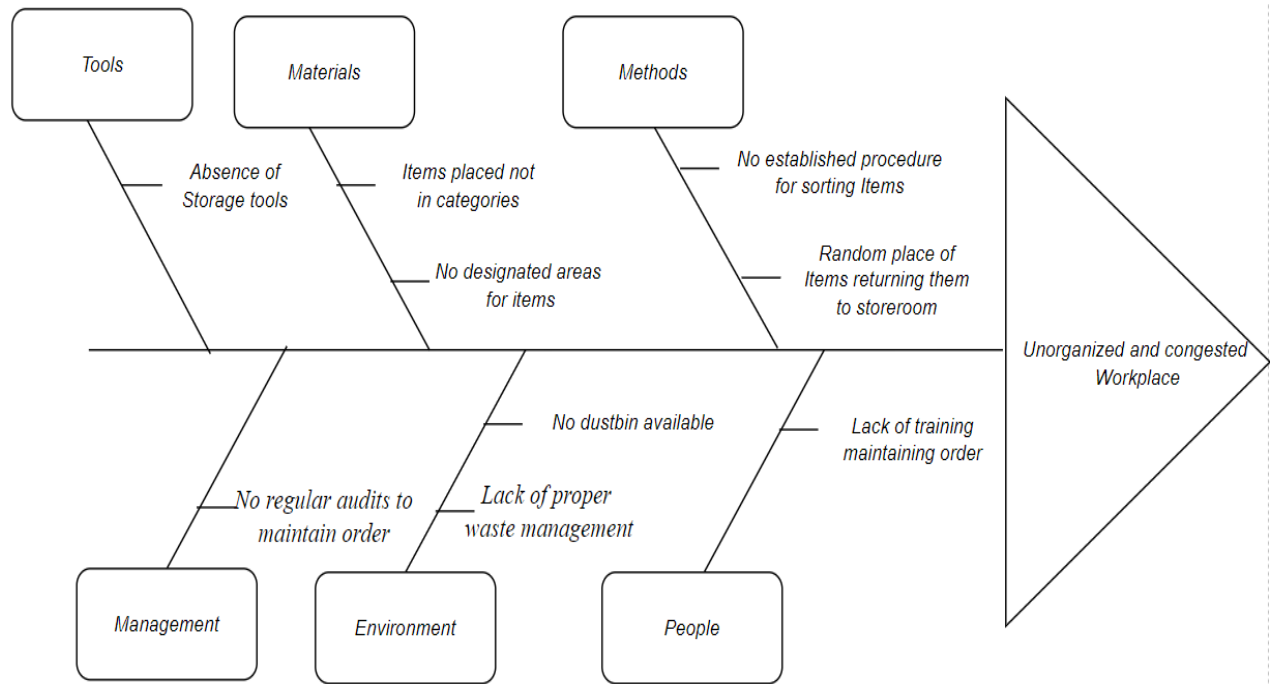 Tools
Materials
Methods
Absence of
Storage tools
Items placed not
in categories
No established procedure
for sorting Items
No designated areas
for items
Random place of
Items returning them
to storeroom
Unorganized and congested
Workplace
No dustbin available
Lack of training
maintaining order
No regular audits to
maintain order
Lack of proper
waste management
Management
Environment
People